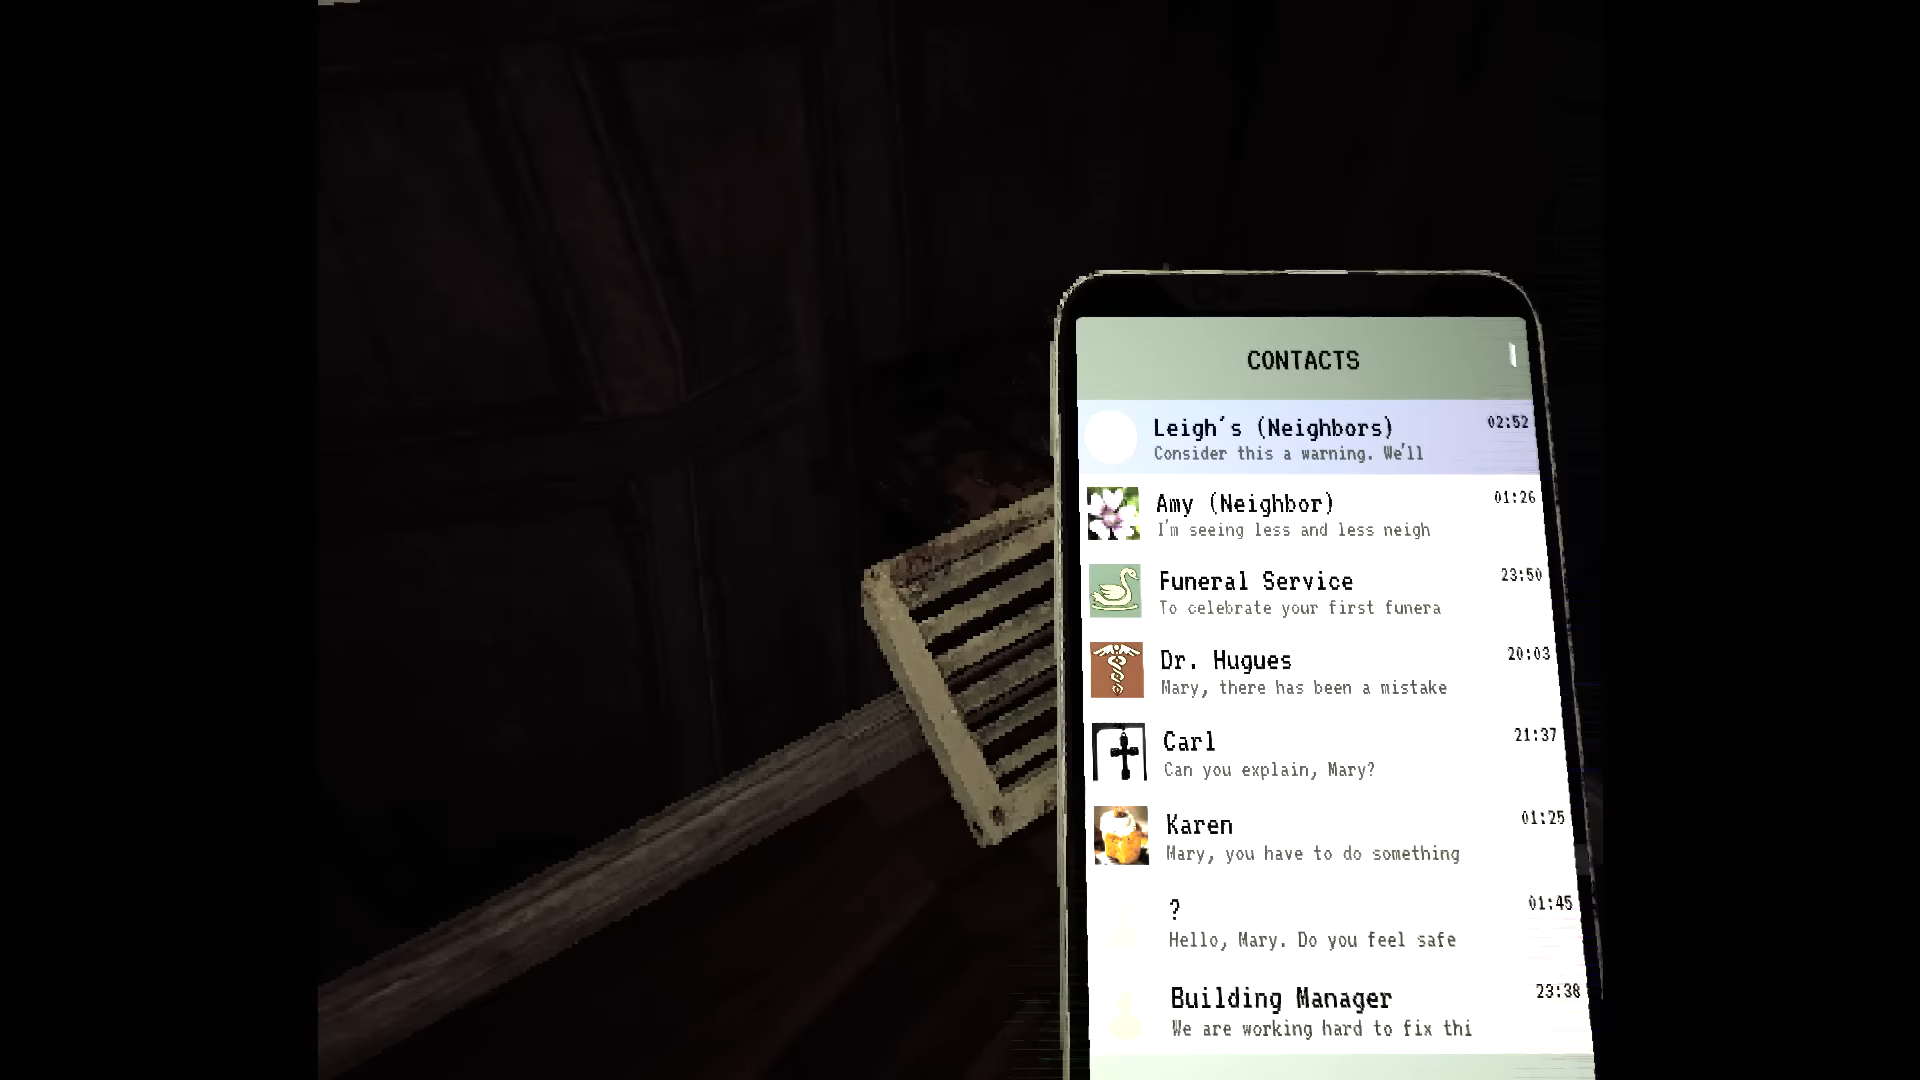 CONTACTS
Leigh's (Neighbors)
02:52
Consider this a warning. We'll
Amy (Neighbor)
01:26
I'm seeing less and less neigh
Funeral Service
23:50
To celebrate your first funera
Dr. Hugues
20:03
Mary, there has been a mistake
Carl
21:37
Can you explain, Mary?
Karen
01:25
Mary, you have to do something
?
01:45
Hello, Mary. Do you feel safe
Building Manager
23:38
We are working hard to fix thi